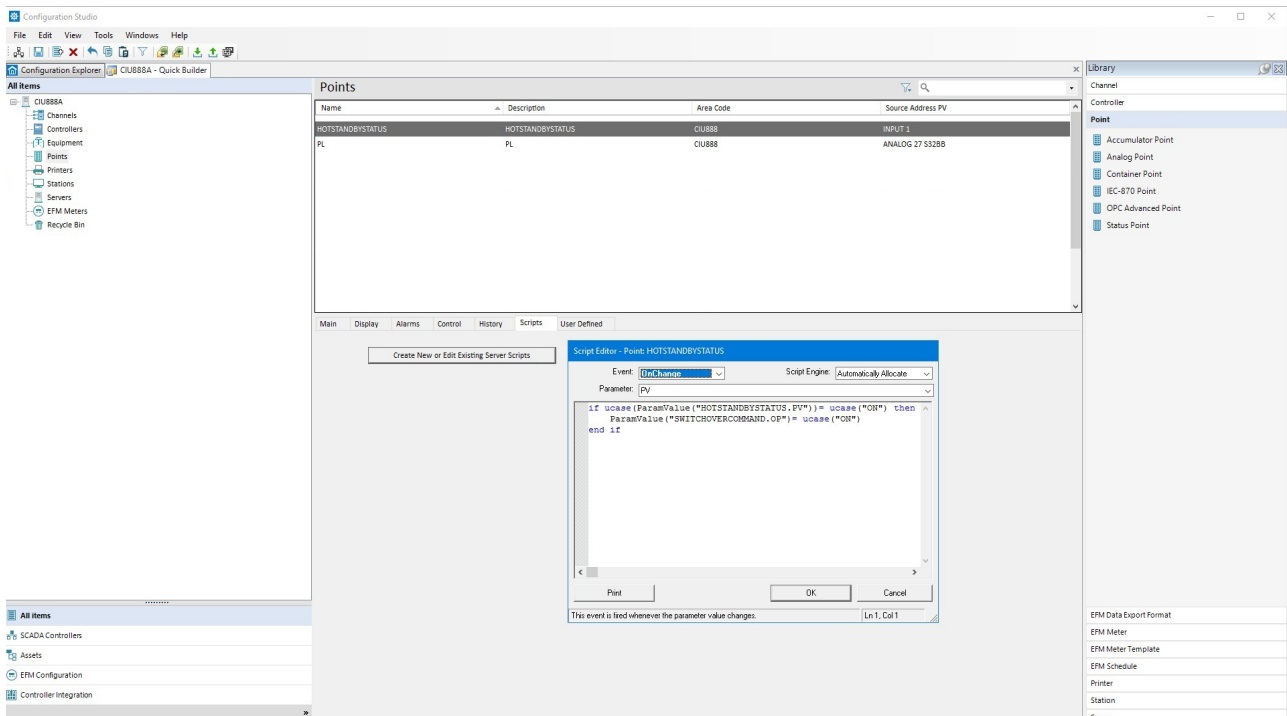 Configuration Studio
File Edit View Tools Windows Help
Configuration Explorer CIU888A - Quick Builder
All items
CIU888A
Channels
Controllers
Equipment
Points
Printers
Stations
Servers
EFM Meters
Recycle Bin
All items
SCADA Controllers
Assets
EFM Configuration
Controller Integration
»
Points
Name Description Area Code Source Address PV
HOTSTANDBYSTATUS HOTSTANDBYSTATUS CIU888 INPUT 1
PL PL CIU888 ANALOG 27 S32BB
Main Display Alarms Control History Scripts User Defined
Create New or Edit Existing Server Scripts
Script Editor - Point: HOTSTANDBYSTATUS
Event: OnChange Script Engine: Automatically Allocate
Parameter: PV
if ucase(ParamValue("HOTSTANDBYSTATUS.PV"))= ucase("ON") then
ParamValue("SWITCHOVERCOMMAND.OP")= ucase("ON")
end if
Print OK Cancel
This event is fired whenever the parameter value changes. Ln 1, Col 1
Library
Channel
Controller
Point
Accumulator Point
Analog Point
Container Point
IEC-870 Point
OPC Advanced Point
Status Point
EFM Data Export Format
EFM Meter
EFM Meter Template
EFM Schedule
Printer
Station